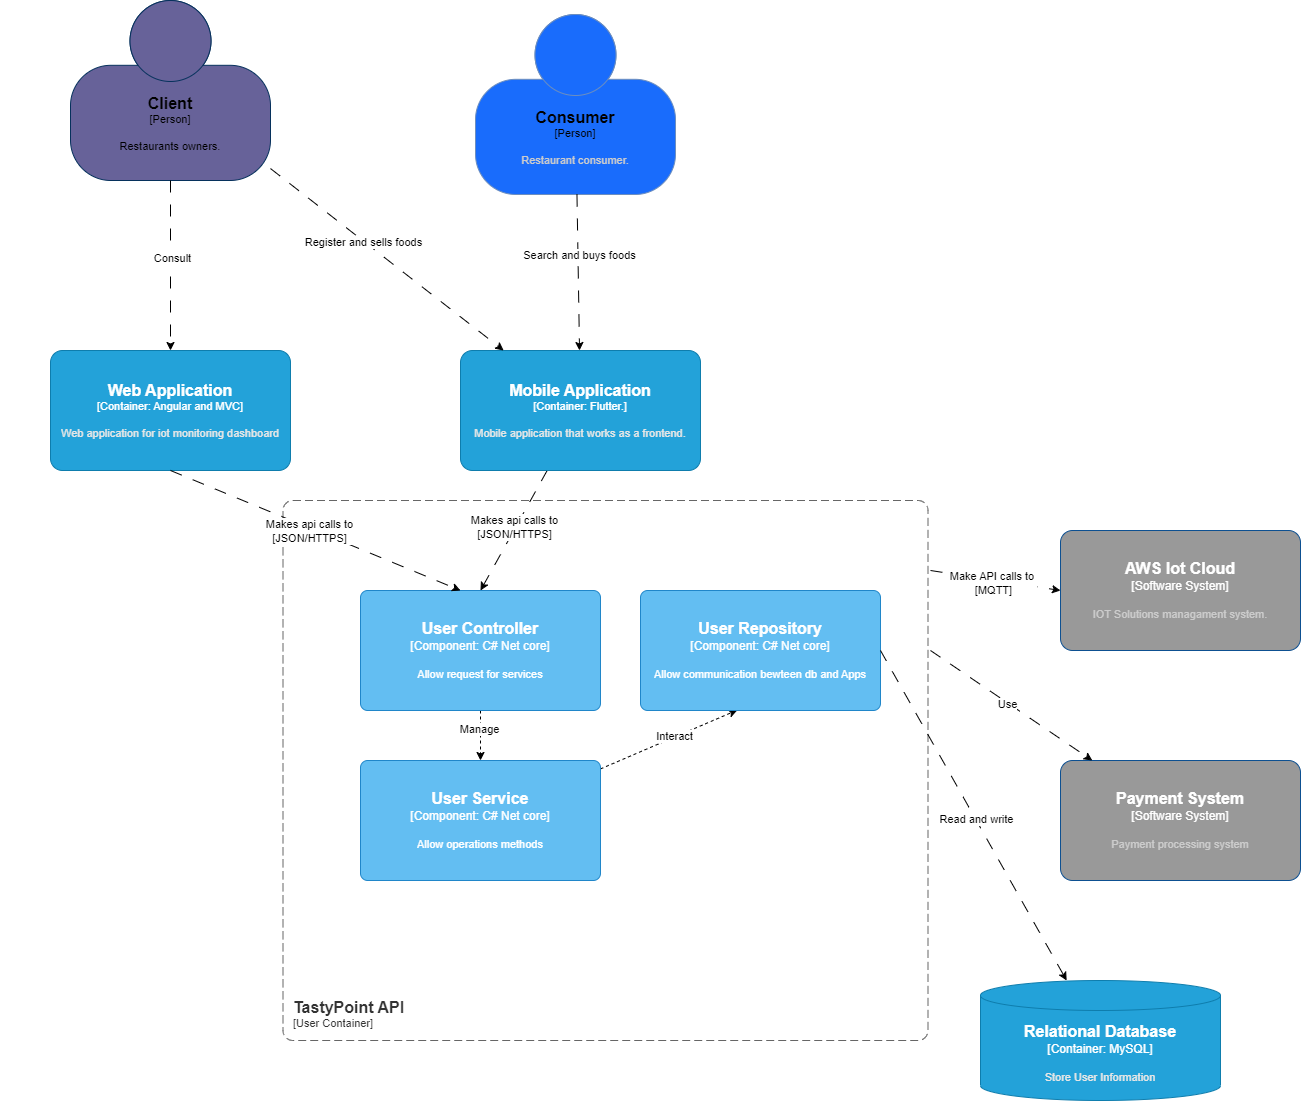 Client
[Person]
Restaurants owners.
Consumer
[Person]
Restaurant consumer.
Register and sells foods
Consult
Search and buys foods
Web Application
[Container: Angular and MVC]
Web application for iot monitoring dashboard
Mobile Application
[Container: Flutter.]
Mobile application that works as a frontend.
Makes api calls to
[JSON/HTTPS]
Makes api calls to
[JSON/HTTPS]
AWS Iot Cloud
[Software System]
IOT Solutions managament system.
Make API calls to
[MQTT]
User Controller
[Component: C# Net core]
Allow request for services
User Repository
[Component: C# Net core]
Allow communication bewteen db and Apps
Use
Manage
Interact
User Service
[Component: C# Net core]
Allow operations methods
Payment System
[Software System]
Payment processing system
Read and write
TastyPoint API
[User Container]
Relational Database
[Container: MySQL]
Store User Information